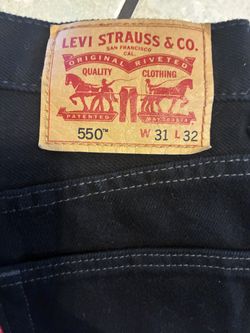 LEVI STRAUSS & CO.
SAN FRANCISCO
CAL.
ORIGINAL RIVETED
QUALITY CLOTHING
PATENTED
550™ W 31 L 32